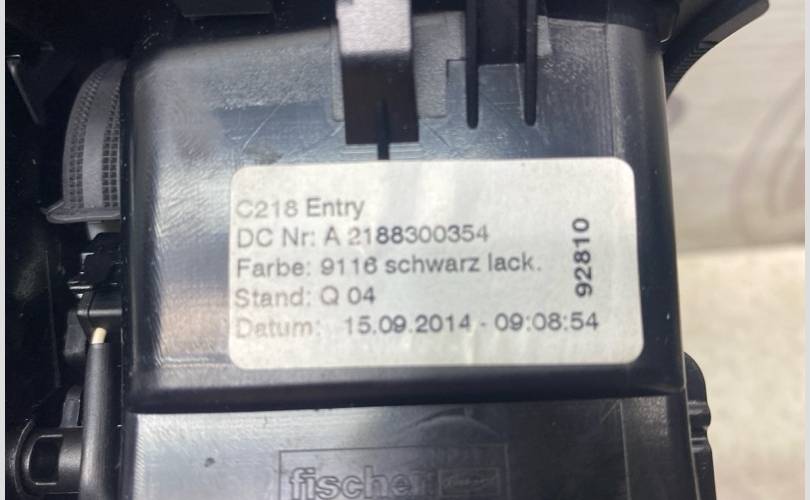 C218 Entry
DC Nr: A 2188300354
Farbe: 9116 schwarz lack.
Stand: Q 04
Datum: 15.09.2014 - 09:08:54
92810
fischer